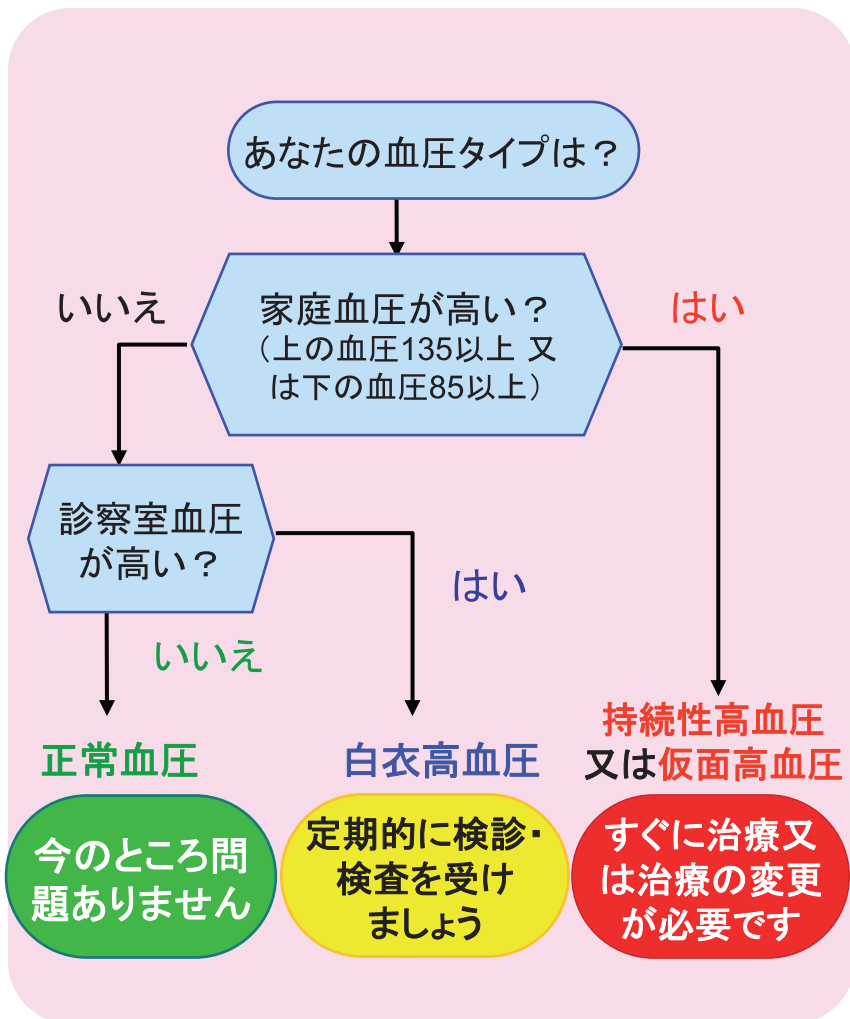 あなたの血圧タイプは？
いいえ
家庭血圧が高い？
はい
（上の血圧135以上 又
は下の血圧85以上）
診察室血圧
が高い？
はい
いいえ
正常血圧
白衣高血圧
持続性高血圧
又は仮面高血圧
今のところ問
題ありません
定期的に検診・
検査を受け
ましょう
すぐに治療又
は治療の変更
が必要です